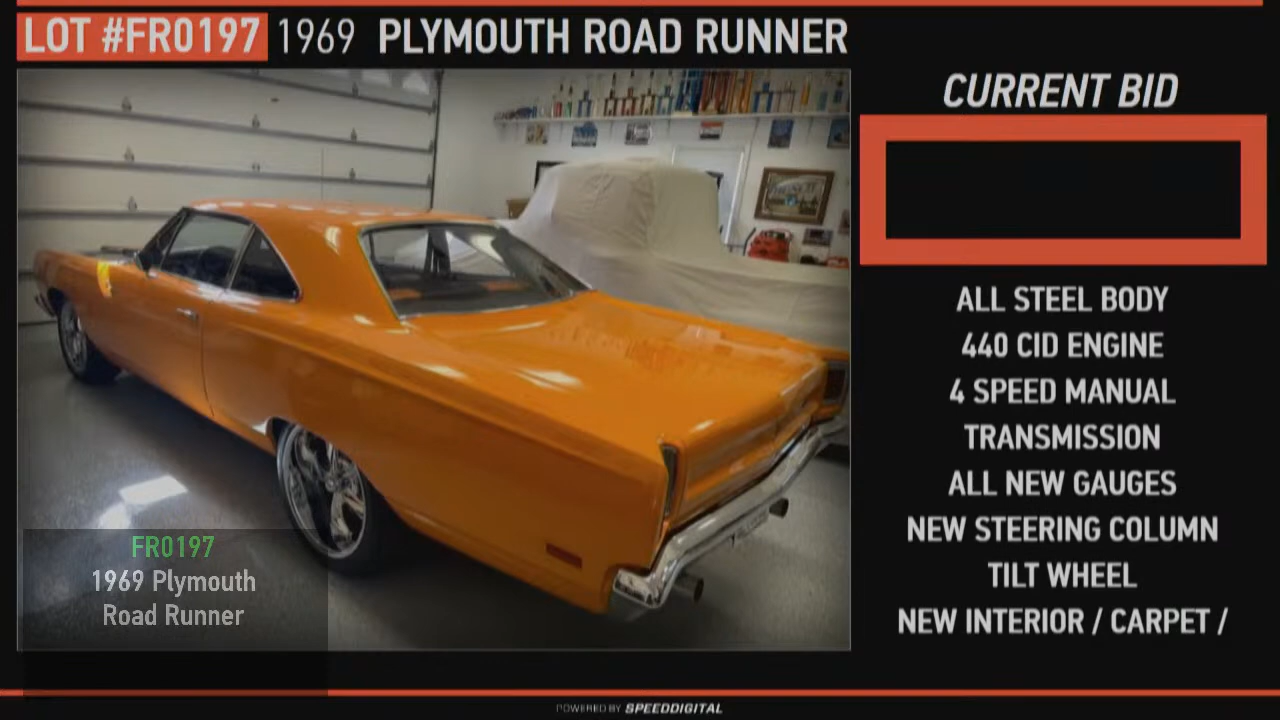 LOT #FR0197 1969 PLYMOUTH ROAD RUNNER
CURRENT BID
ALL STEEL BODY
440 CID ENGINE
4 SPEED MANUAL
TRANSMISSION
ALL NEW GAUGES
NEW STEERING COLUMN
TILT WHEEL
NEW INTERIOR / CARPET /
FR0197
1969 Plymouth
Road Runner
POWERED BY SPEEDDIGITAL